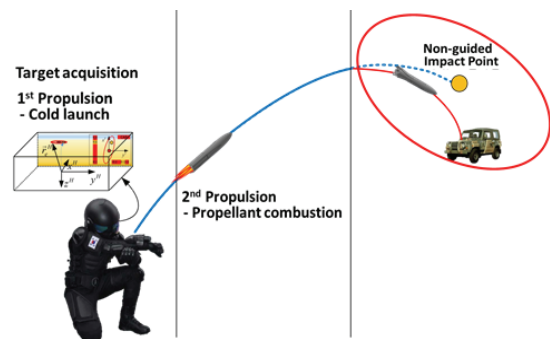 Target acquisition
1st Propulsion
- Cold launch
x^H
y^H
z^H
2nd Propulsion
- Propellant combustion
Non-guided
Impact Point